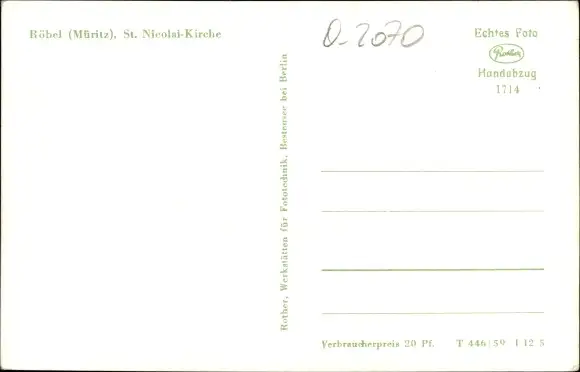 Röbel (Müritz), St. Nicolai-Kirche
Rother, Werkstätten für Fototechnik, Bestensee bei Berlin
O-2070
Echtes Foto
Rother
Handabzug
1714
Verbraucherpreis 20 Pf.
T 446/59 I 12 5